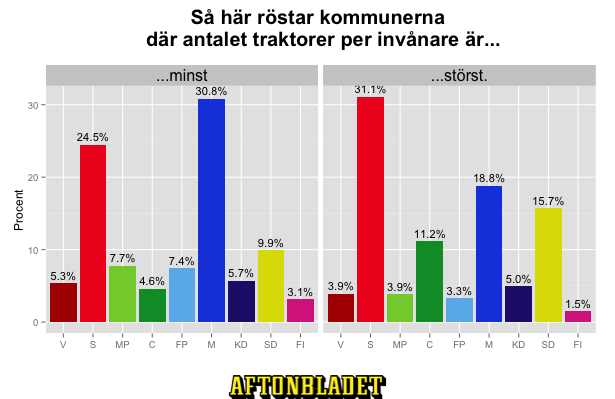 Så här röstar kommunerna
där antalet traktorer per invånare är...
...minst
...störst.
Procent
30
20
10
0
5.3%
24.5%
7.7%
4.6%
7.4%
30.8%
5.7%
9.9%
3.1%
V S MP C FP M KD SD FI
3.9%
31.1%
3.9%
11.2%
3.3%
18.8%
5.0%
15.7%
1.5%
V S MP C FP M KD SD FI
AFTONBLADET